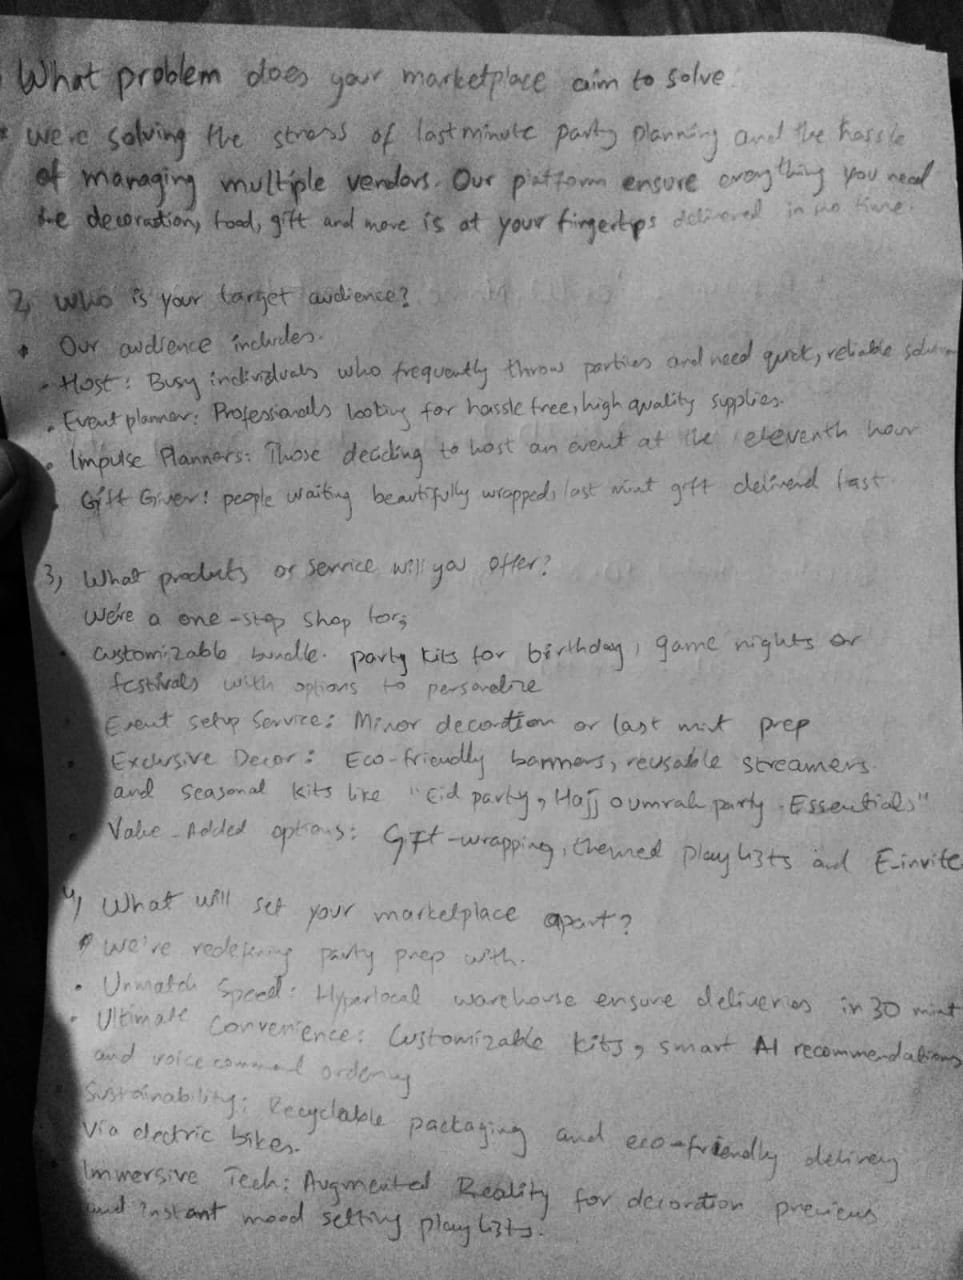 What problem does your marketplace aim to solve
* we're solving the stress of last minute party planning and the hassle
of managing multiple vendors. Our platform ensure everything you need
the decoration, food, gift and more is at your fingertips delivered in no time.
2, Who is your target audience?
* Our audience includes.
• Host: Busy individuals who frequently throw parties and need quick, reliable solution
• Event planner: Professionals looking for hassle free, high quality supplies.
• Impulse Planners: Those deciding to host an event at the eleventh hour
• Gift Giver: people waiting beautifully wrapped, last mint gift delivered fast.
3, What products or service will you offer?
We're a one-stop shop for;
• Customizable bundle. party kits for birthday, game nights or
festivals with options to personalize
• Event setup Service: Minor decordtion or last mint prep
• Exclusive Decor: Eco-friendly banners, reusable streamers.
and seasonal kits like "Eid party, Hajj oumrah party Essentials"
• Value-Added options: Gift-wrapping, themed playlists and E-invite
4, What will set your marketplace apart?
* we're redefining party prep with.
• Unmatch Speed: Hyperlocal warehouse ensure deliveries in 30 mint
• Ultimate Convenience: Customizable kits, smart AI recommendations
and voice command ordering
• Sustainability: Recyclable packaging and eco-friendly delivery
via electric bikes.
• Immersive Tech: Augmented Reality for decordtion previews
and instant mood setting playlists.